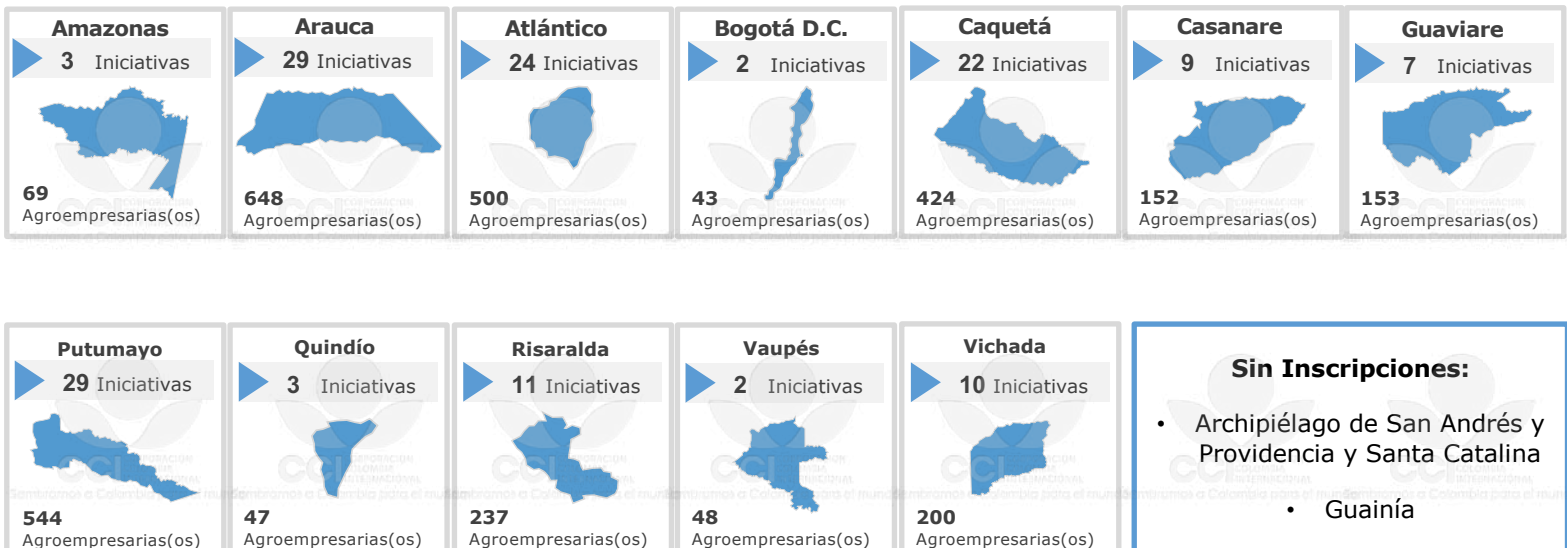 Amazonas
3 Iniciativas
69
Agroempresarias(os)
Arauca
29 Iniciativas
648
Agroempresarias(os)
Atlántico
24 Iniciativas
500
Agroempresarias(os)
Bogotá D.C.
2 Iniciativas
43
Agroempresarias(os)
Caquetá
22 Iniciativas
424
Agroempresarias(os)
Casanare
9 Iniciativas
152
Agroempresarias(os)
Guaviare
7 Iniciativas
153
Agroempresarias(os)
Putumayo
29 Iniciativas
544
Agroempresarias(os)
Quindío
3 Iniciativas
47
Agroempresarias(os)
Risaralda
11 Iniciativas
237
Agroempresarias(os)
Vaupés
2 Iniciativas
48
Agroempresarias(os)
Vichada
10 Iniciativas
200
Agroempresarias(os)
Sin Inscripciones:
• Archipiélago de San Andrés y
Providencia y Santa Catalina
• Guainía